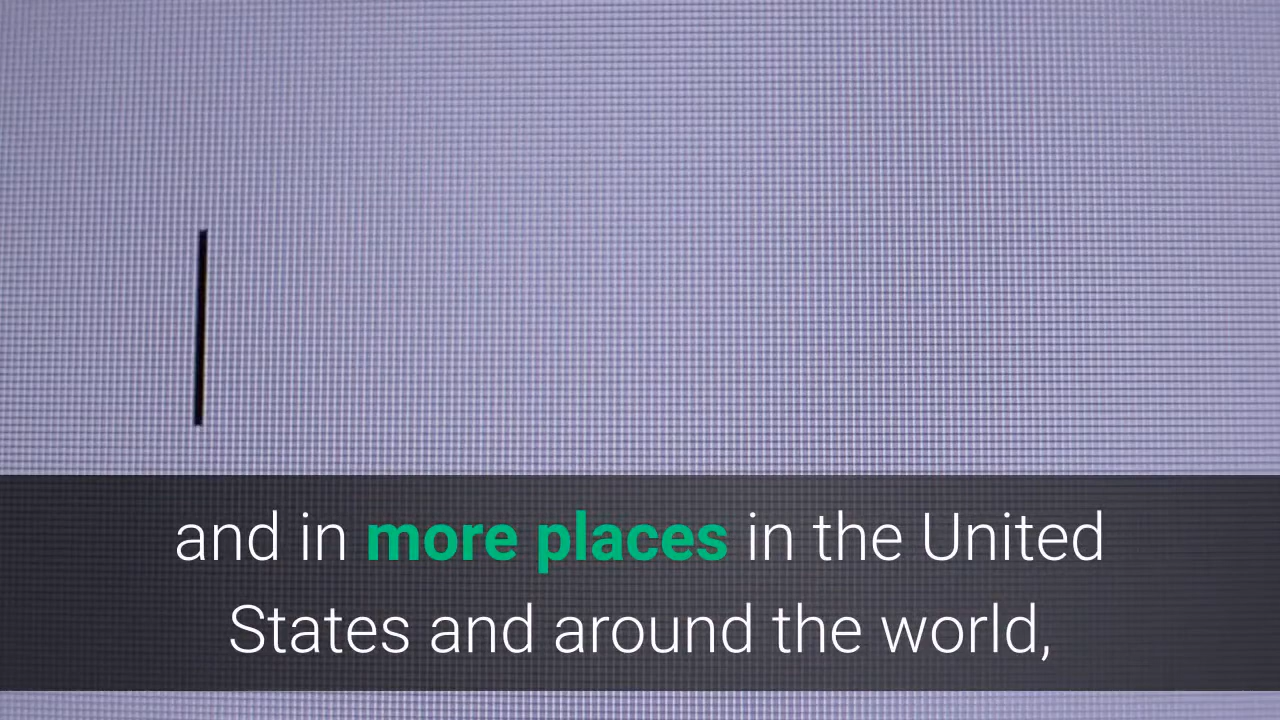 and in more places in the United
States and around the world,